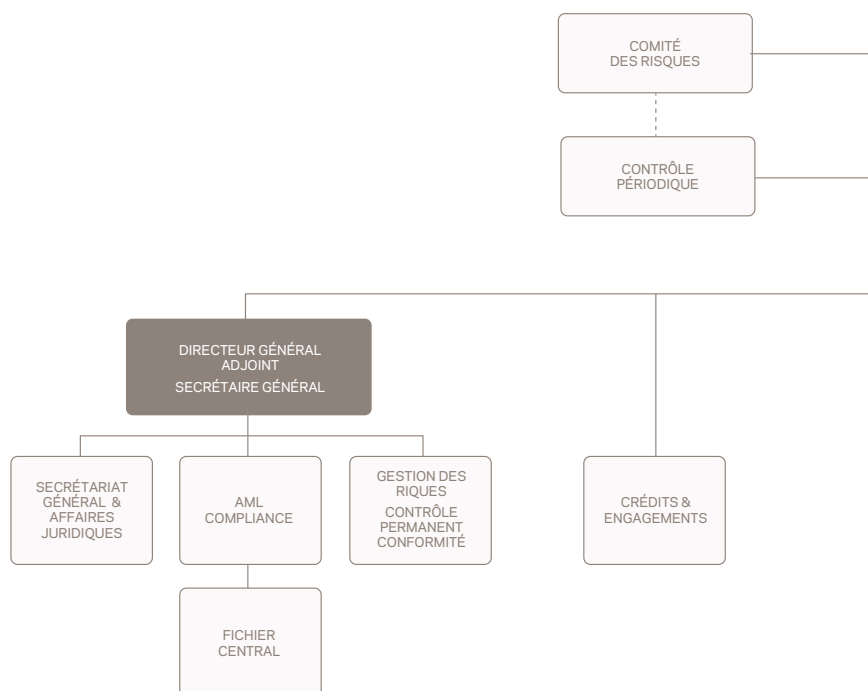 COMITÉ
DES RISQUES
CONTRÔLE
PÉRIODIQUE
DIRECTEUR GÉNÉRAL
ADJOINT
SECRÉTAIRE GÉNÉRAL
SECRÉTARIAT
GÉNÉRAL &
AFFAIRES
JURIDIQUES
AML
COMPLIANCE
GESTION DES
RIQUES
CONTRÔLE
PERMANENT
CONFORMITÉ
CRÉDITS &
ENGAGEMENTS
FICHIER
CENTRAL